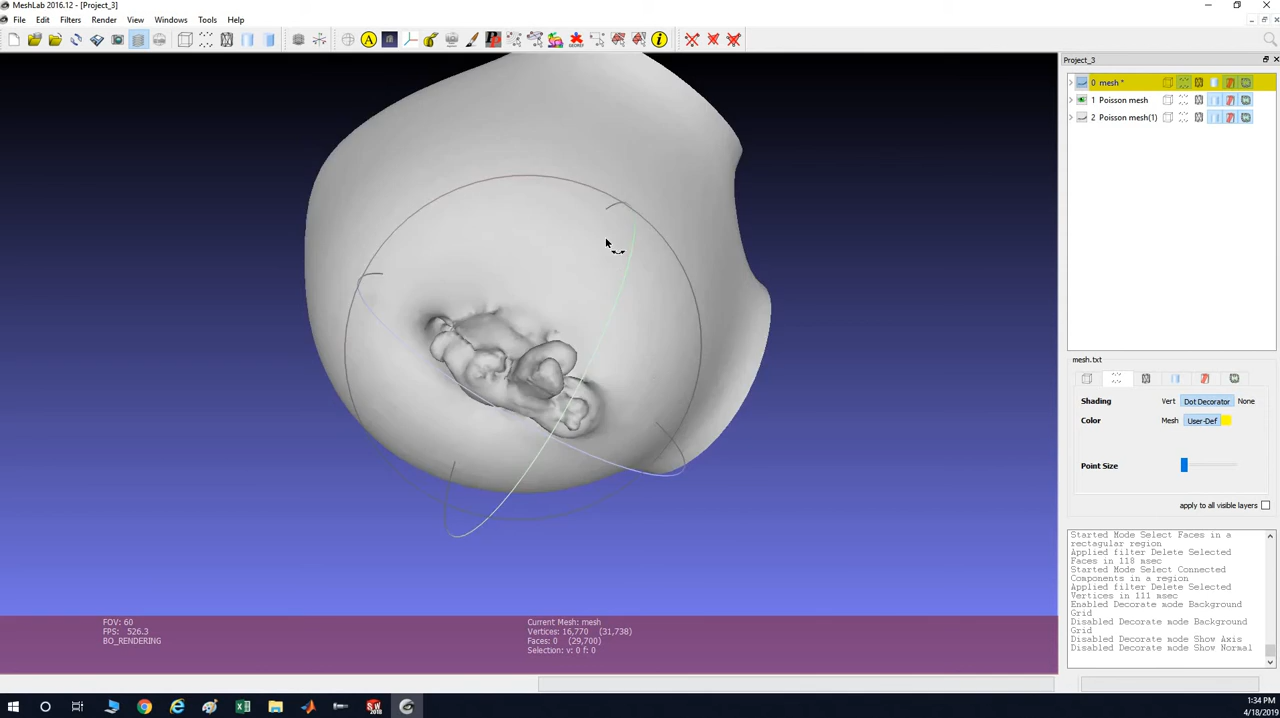 MeshLab 2016.12 - [Project_3]
File Edit Filters Render View Windows Tools Help
Project_3
0 mesh *
1 Poisson mesh
2 Poisson mesh(1)
mesh.txt
Shading Vert Dot Decorator None
Color Mesh User-Def
Point Size
apply to all visible layers
Started Mode Select Faces in a
rectagular region
Applied filter Delete Selected
Faces in 118 msec
Started Mode Select Connected
Components in a region
Applied filter Delete Selected
Vertices in 111 msec
Enabled Decorate mode Background
Grid
Disabled Decorate mode Background
Grid
Disabled Decorate mode Show Axis
Disabled Decorate mode Show Normal
FOV: 60
FPS: 526.3
BO_RENDERING
Current Mesh: mesh
Vertices: 16,770 (31,738)
Faces: 0 (29,700)
Selection: v: 0 f: 0
1:34 PM
4/18/2019